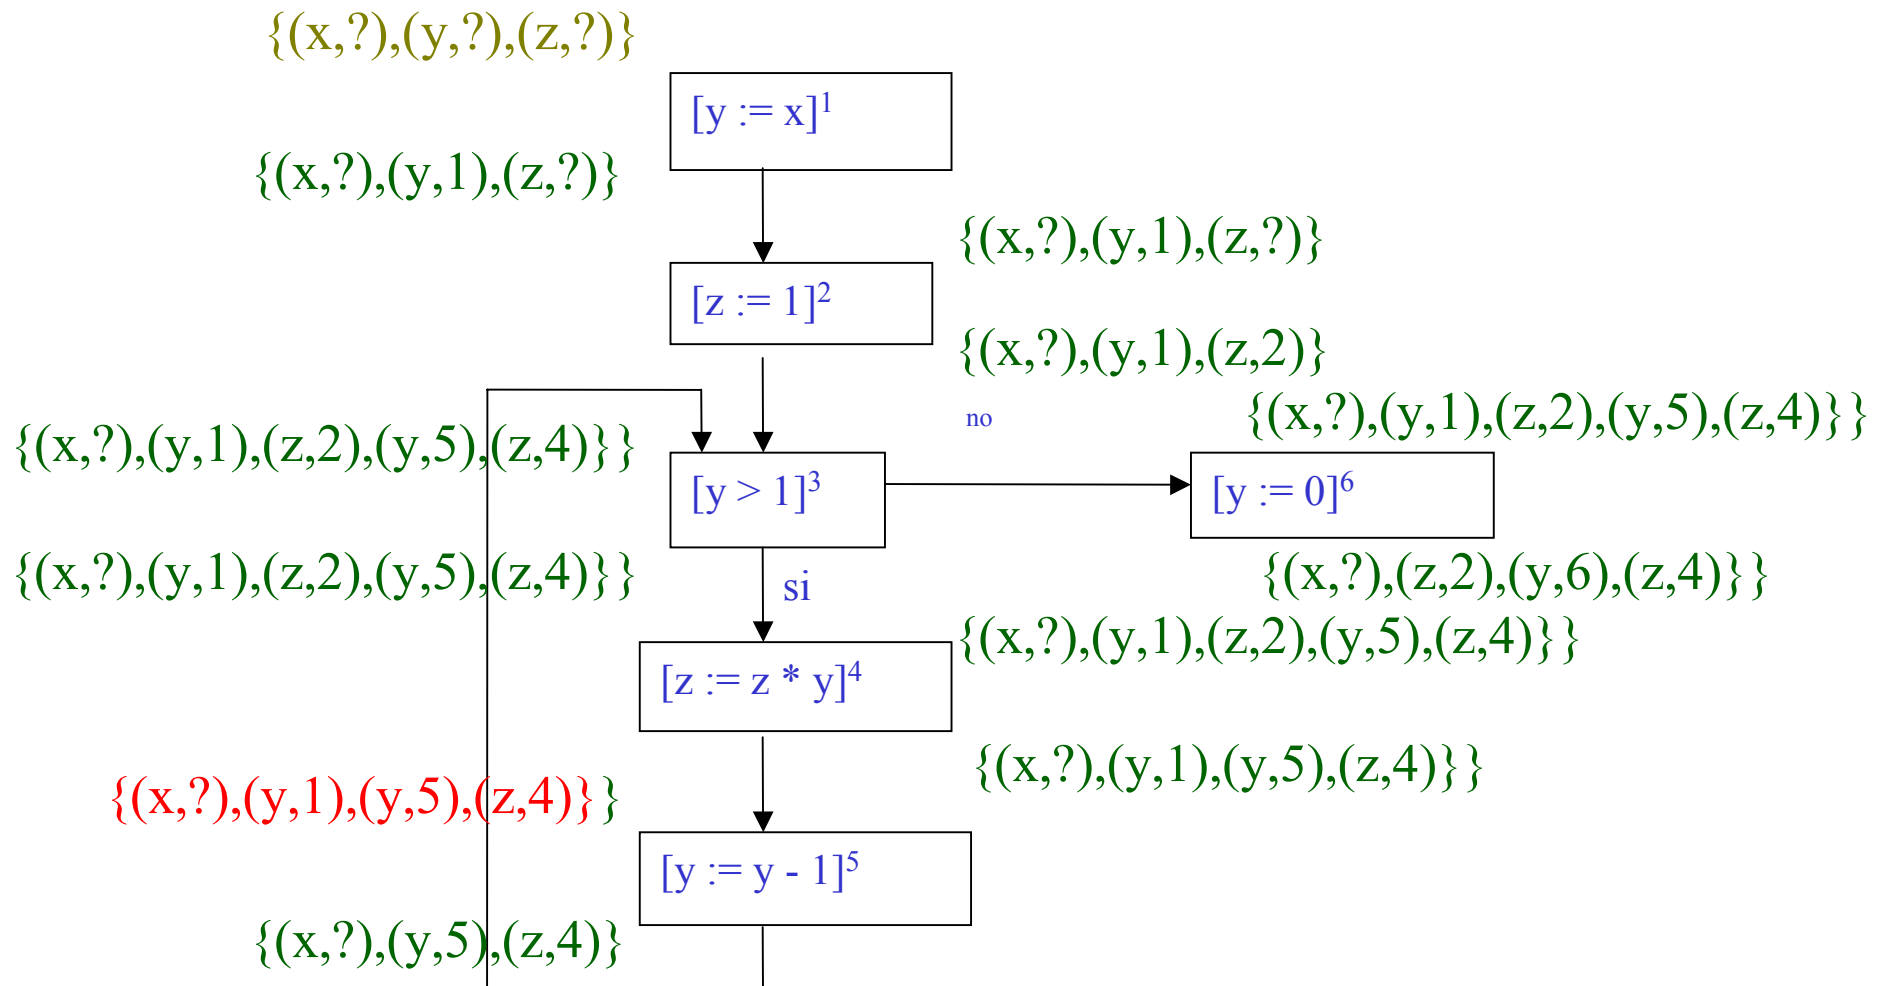 {(x,?),(y,?),(z,?)}
[y := x]1
{(x,?),(y,1),(z,?)}
{(x,?),(y,1),(z,?)}
[z := 1]2
{(x,?),(y,1),(z,2)}
no
{(x,?),(y,1),(z,2),(y,5),(z,4)}}
{(x,?),(y,1),(z,2),(y,5),(z,4)}}
[y > 1]3
[y := 0]6
{(x,?),(y,1),(z,2),(y,5),(z,4)}}
si
{(x,?),(z,2),(y,6),(z,4)}}
{(x,?),(y,1),(z,2),(y,5),(z,4)}}
[z := z * y]4
{(x,?),(y,1),(y,5),(z,4)}}
{(x,?),(y,1),(y,5),(z,4)}}
[y := y - 1]5
{(x,?),(y,5),(z,4)}